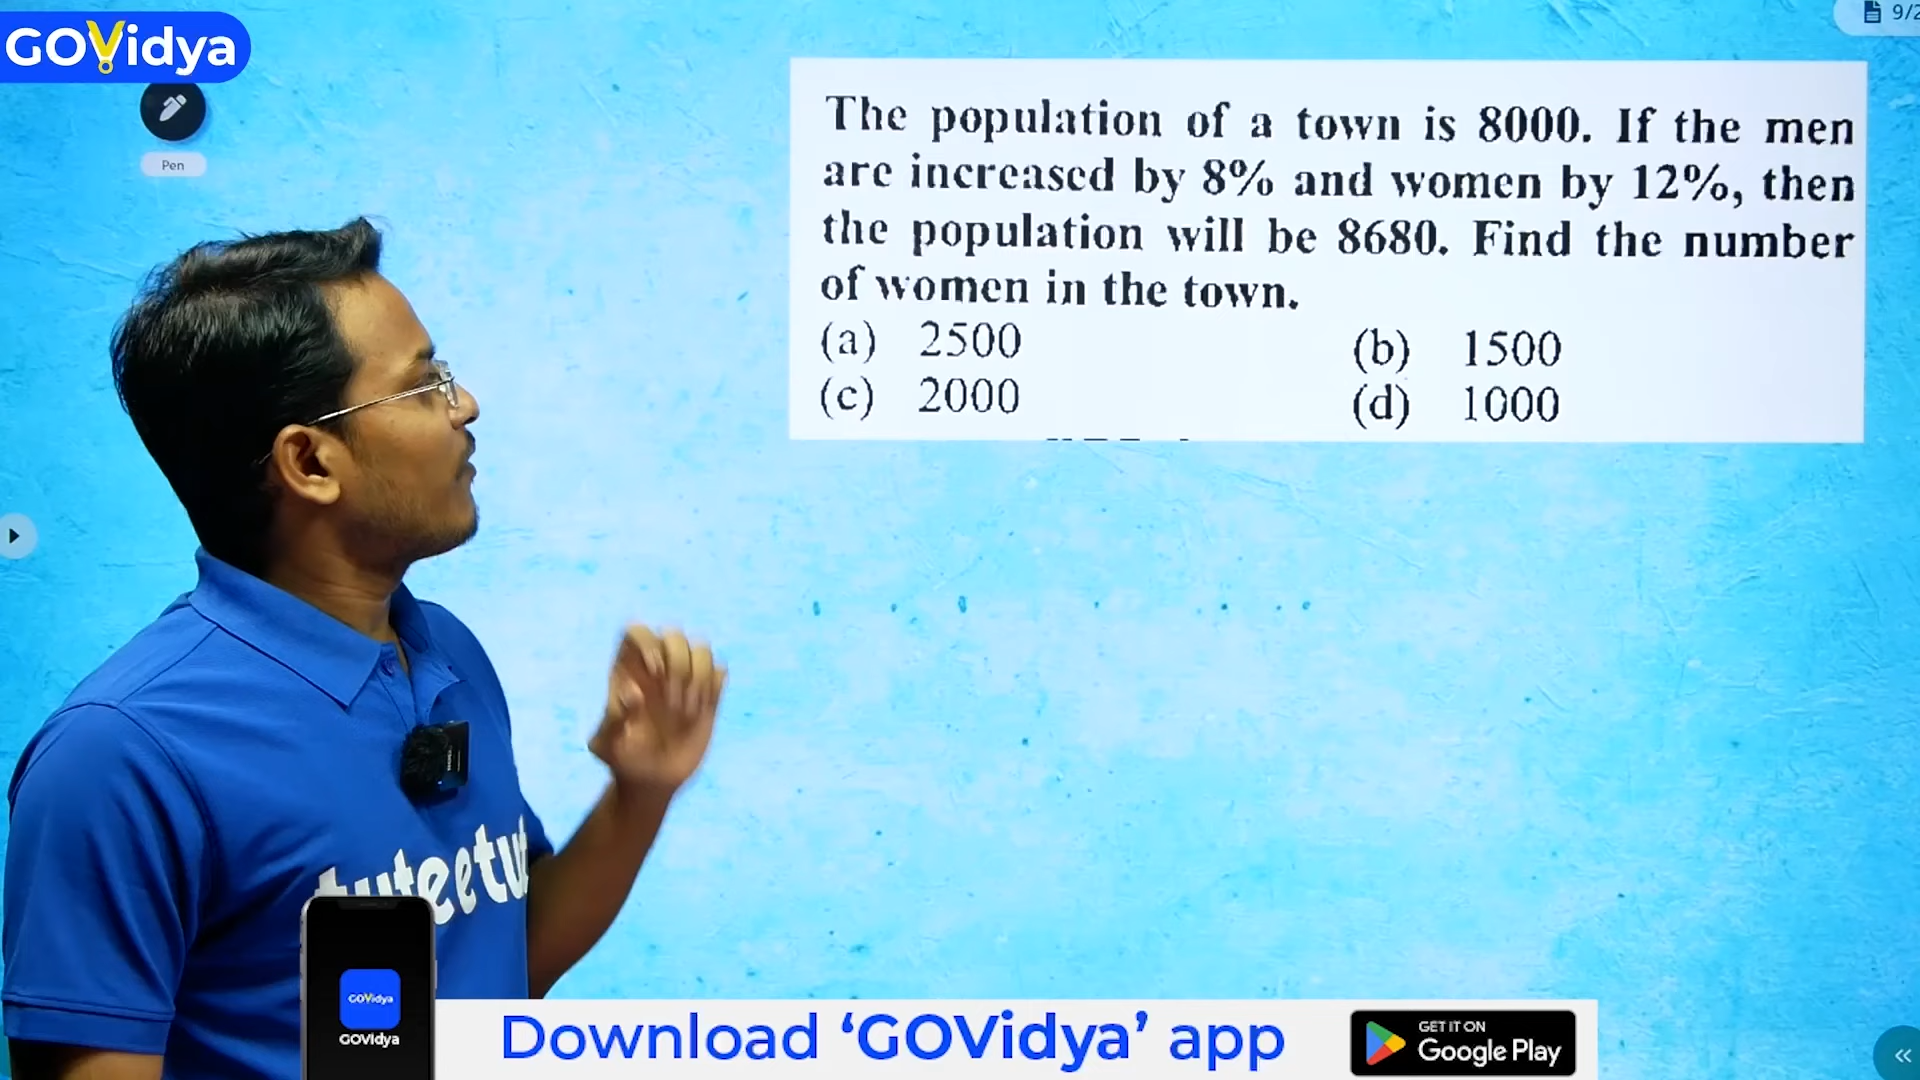 GOVidya
9/2
Pen
The population of a town is 8000. If the men
are increased by 8% and women by 12%, then
the population will be 8680. Find the number
of women in the town.
(a) 2500 (b) 1500
(c) 2000 (d) 1000
GOVidya
GOVidya
Download ‘GOVidya’ app
GET IT ON
Google Play